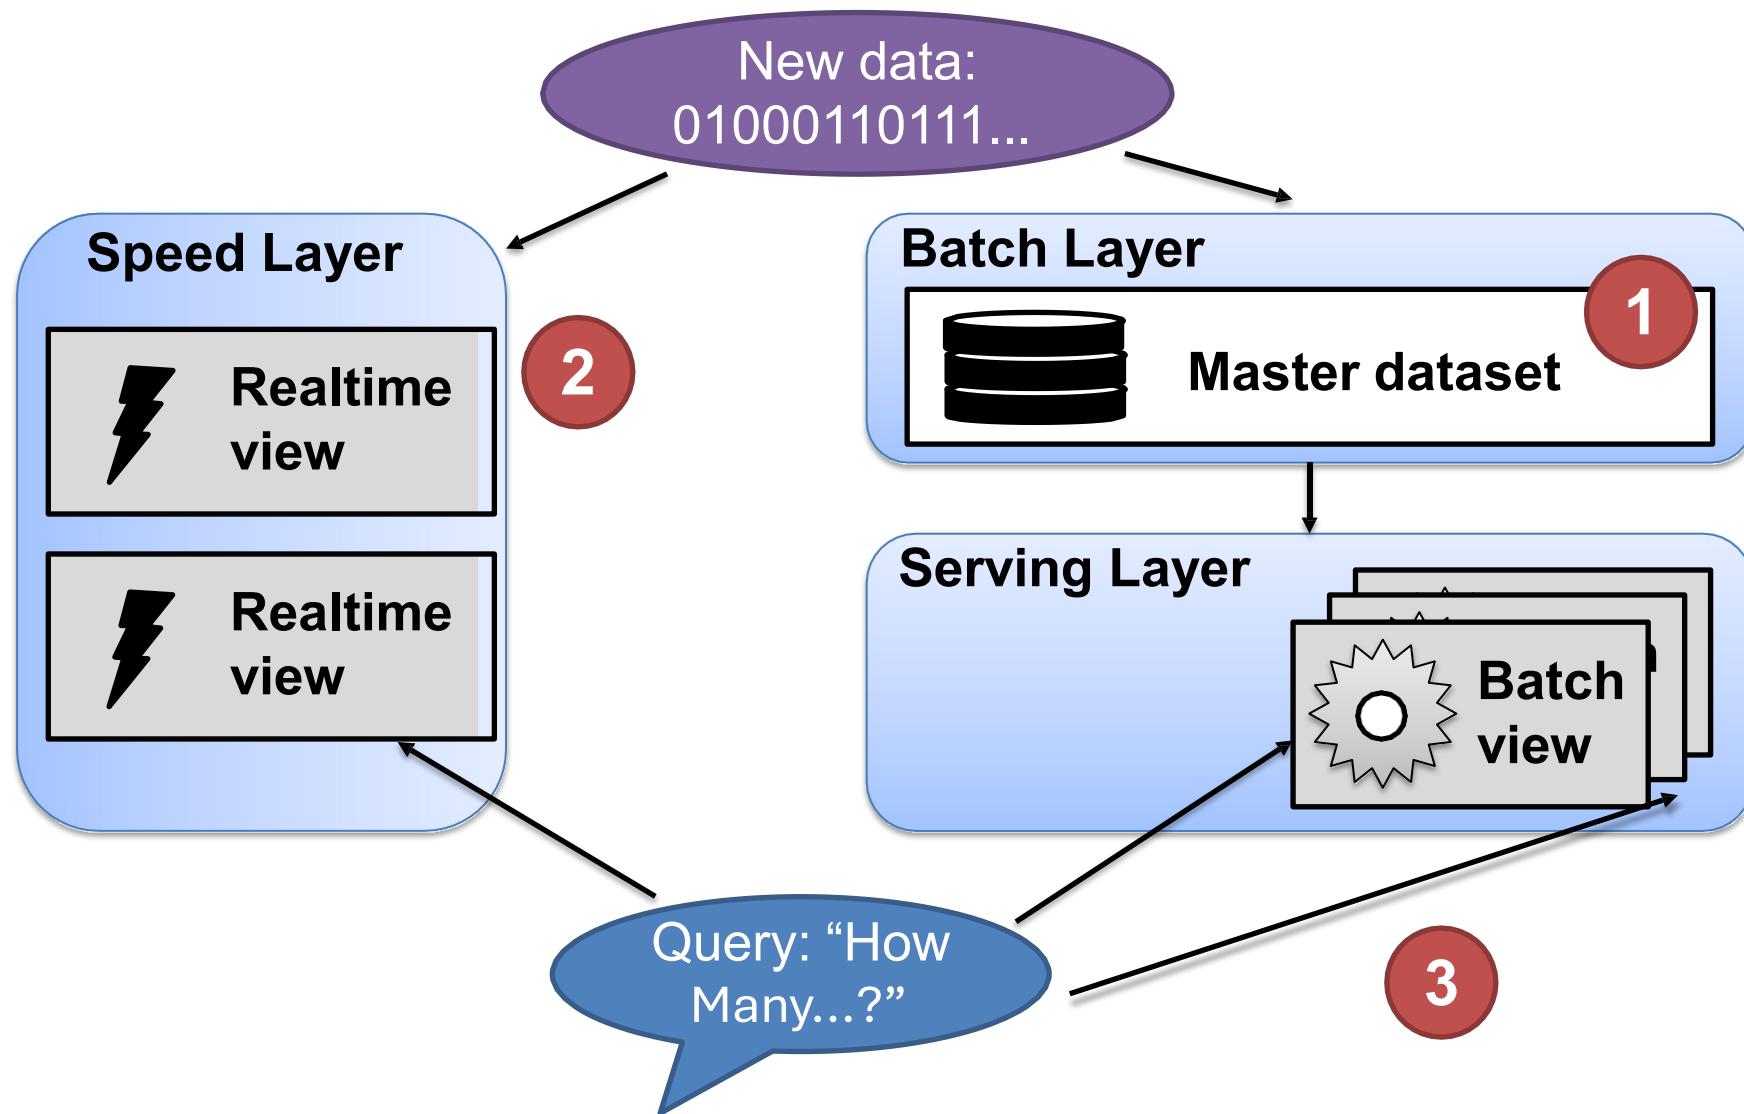 New data:
01000110111...
Speed Layer
Realtime
view
2
Realtime
view
Batch Layer
1
Master dataset
Serving Layer
Batch
view
Query: “How
Many...?”
3